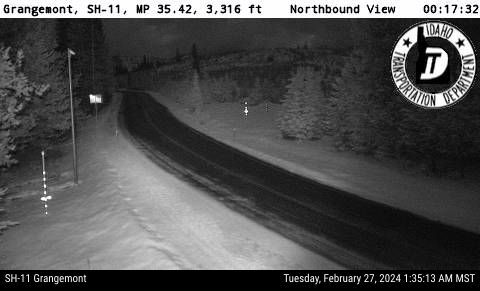 Grangemont, SH-11, MP 35.42, 3,316 ft Northbound View 00:17:32
IDAHO
TRANSPORTATION DEPARTMENT
SH-11 Grangemont Tuesday, February 27, 2024 1:35:13 AM MST